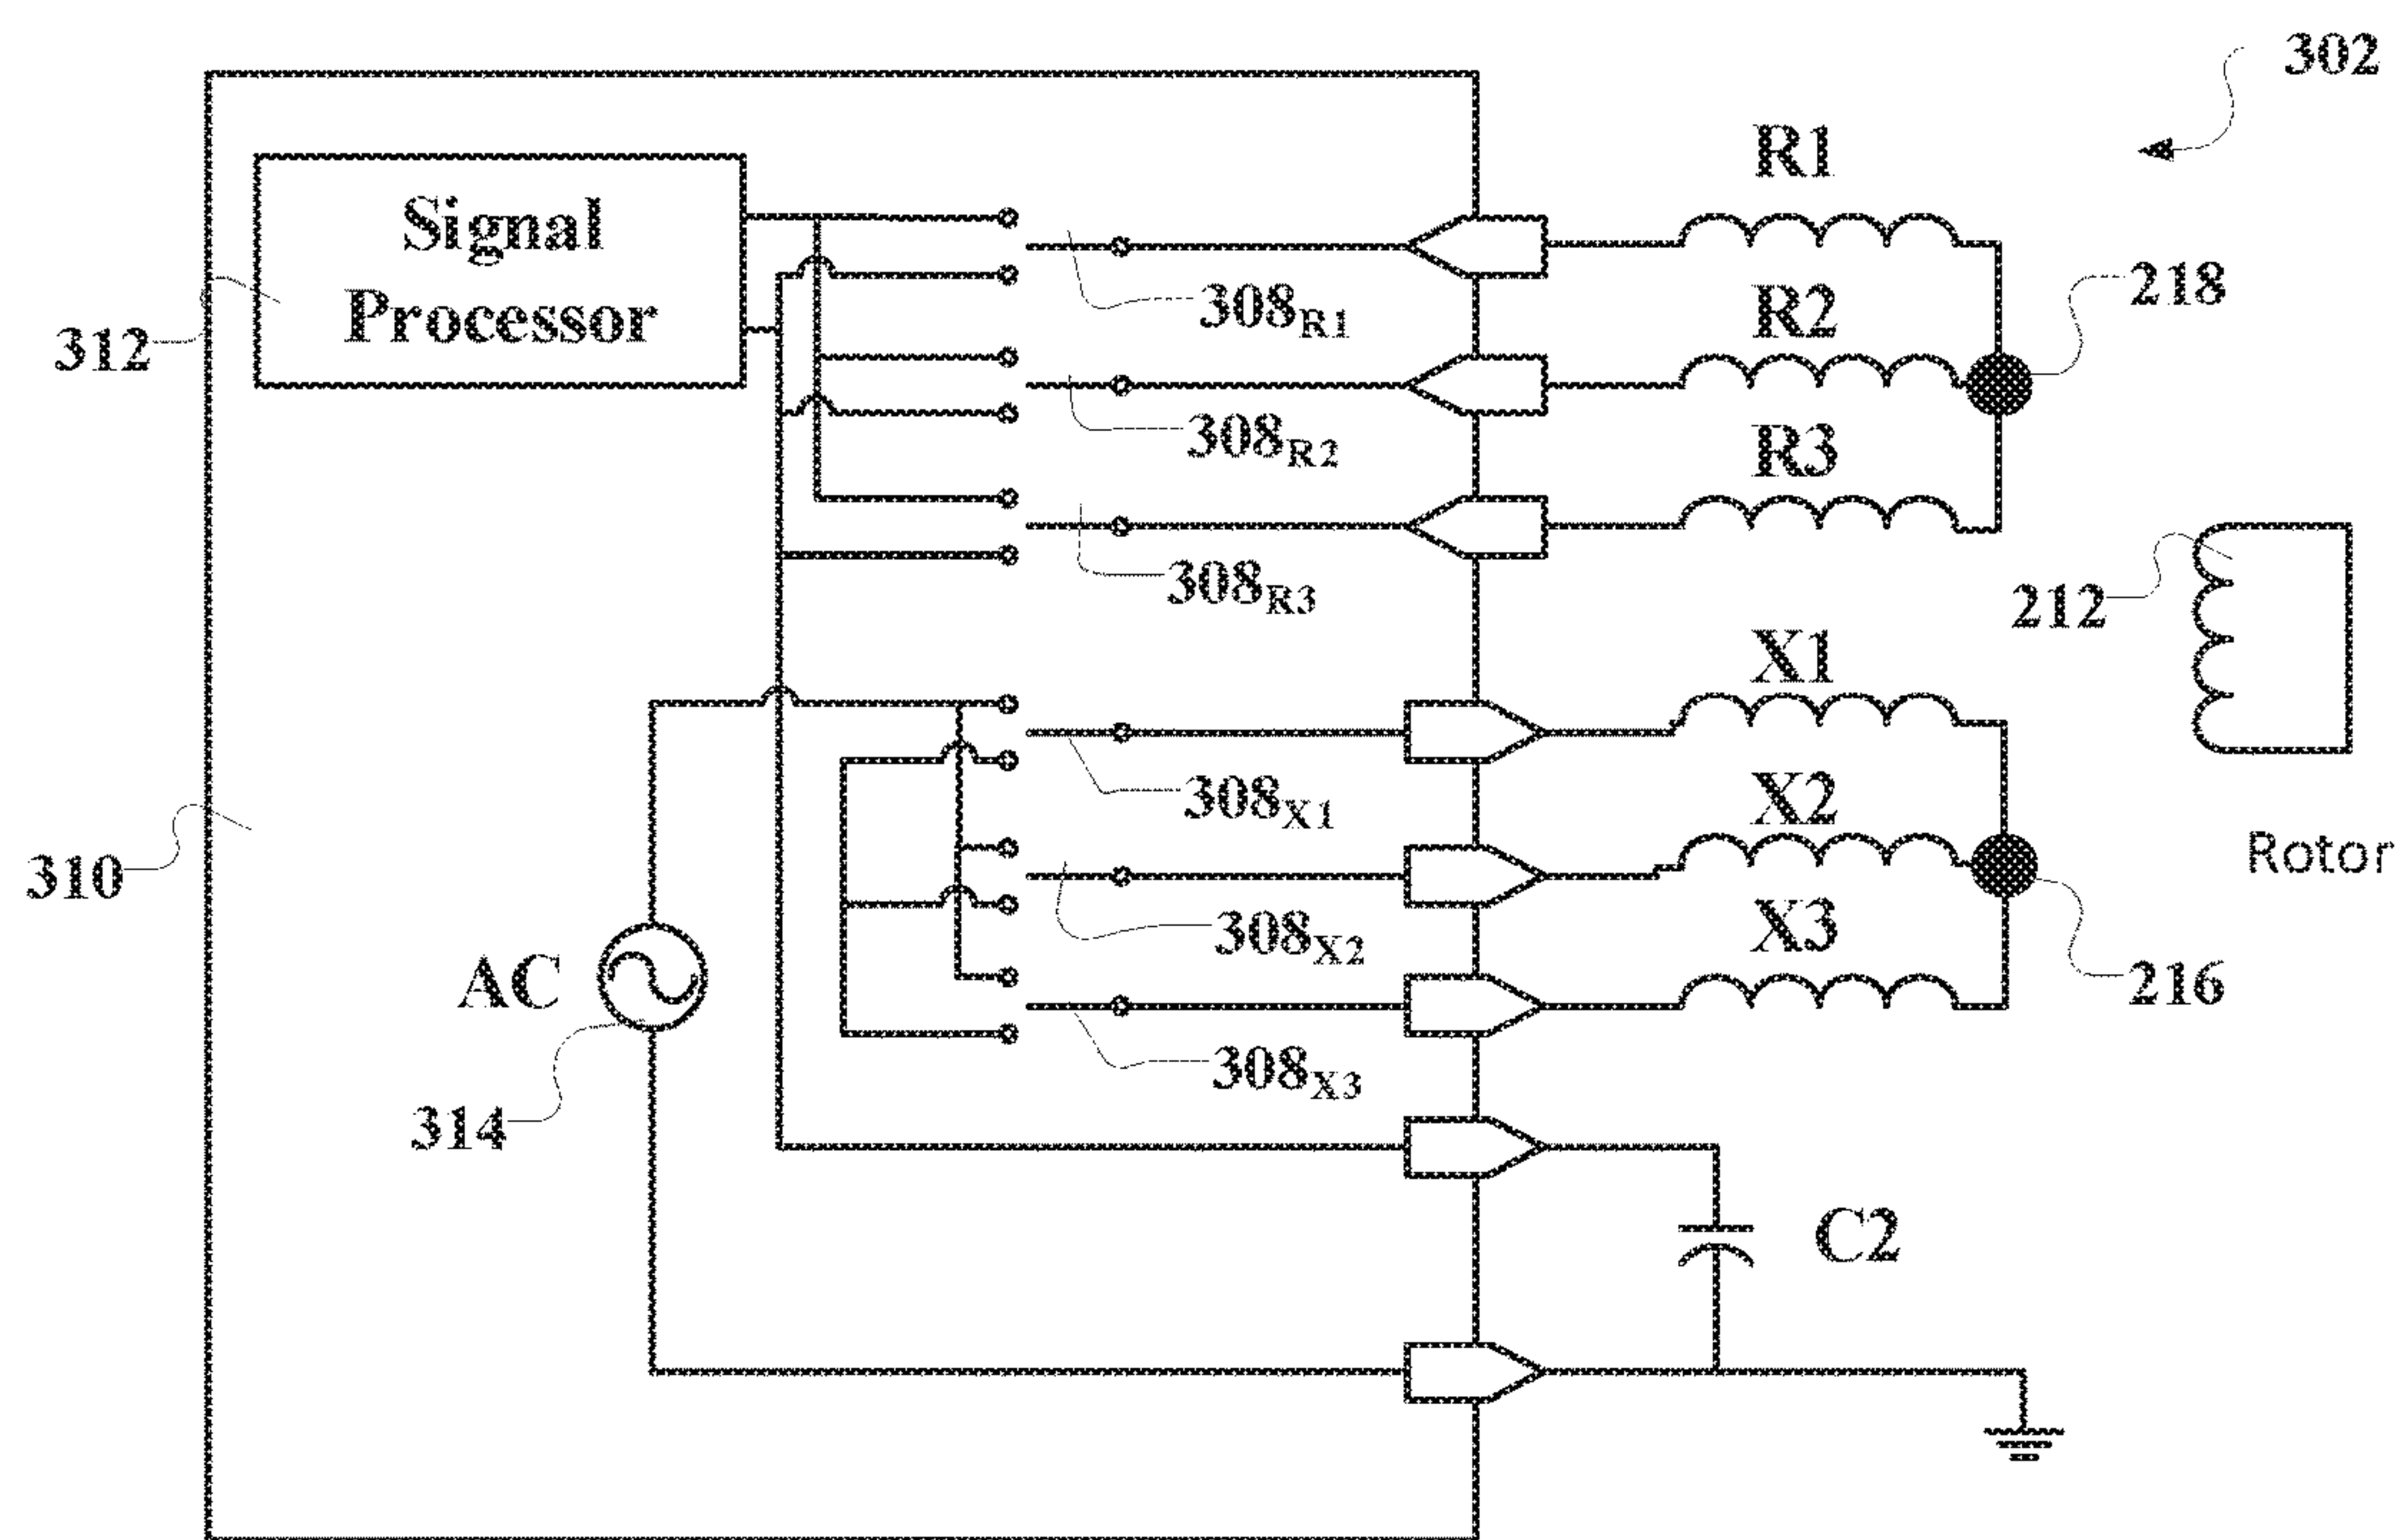 302
R1
Signal
Processor
312
308R1
R2
218
308R2
R3
308R3
212
X1
308X1
X2
Rotor
310
308X2
X3
AC
216
308X3
314
C2